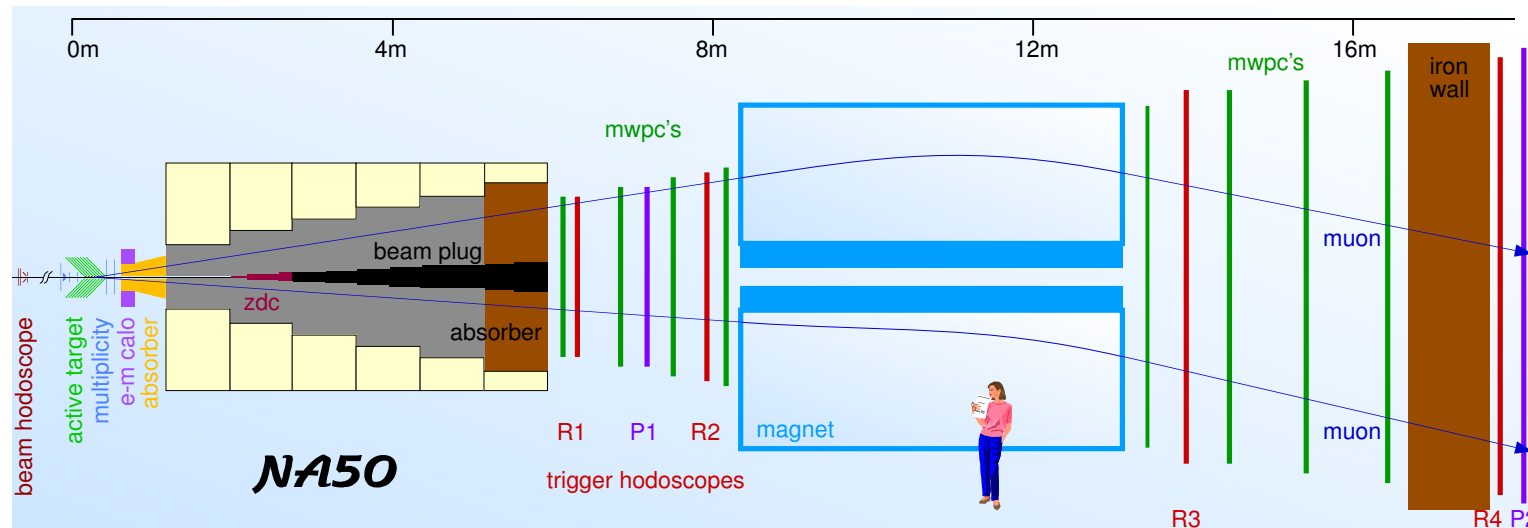 0m
4m
8m
12m
16m
mwpc's
iron
wall
mwpc's
muon
beam plug
zdc
absorber
beam hodoscope
active target
multiplicity
e-m calo
absorber
magnet
muon
R1
P1
R2
NA50
trigger hodoscopes
R3
R4
P2